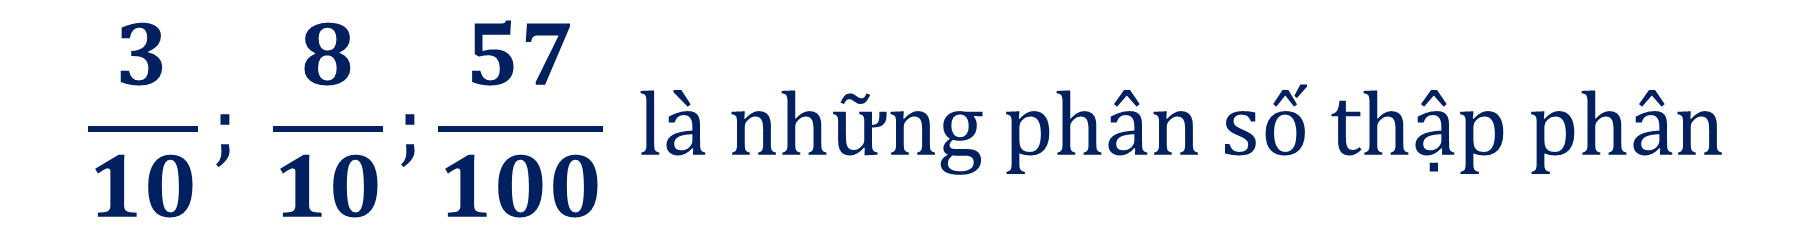 3/10 ; 8/10 ; 57/100 là những phân số thập phân